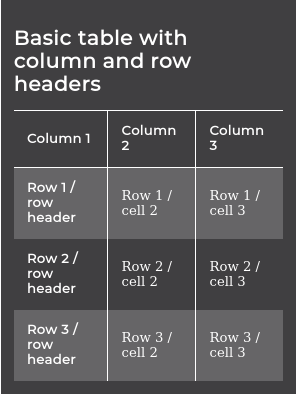 Basic table with
column and row
headers
Column 1
Column
2
Column
3
Row 1 /
row
header
Row 1 /
cell 2
Row 1 /
cell 3
Row 2 /
row
header
Row 2 /
cell 2
Row 2 /
cell 3
Row 3 /
row
header
Row 3 /
cell 2
Row 3 /
cell 3